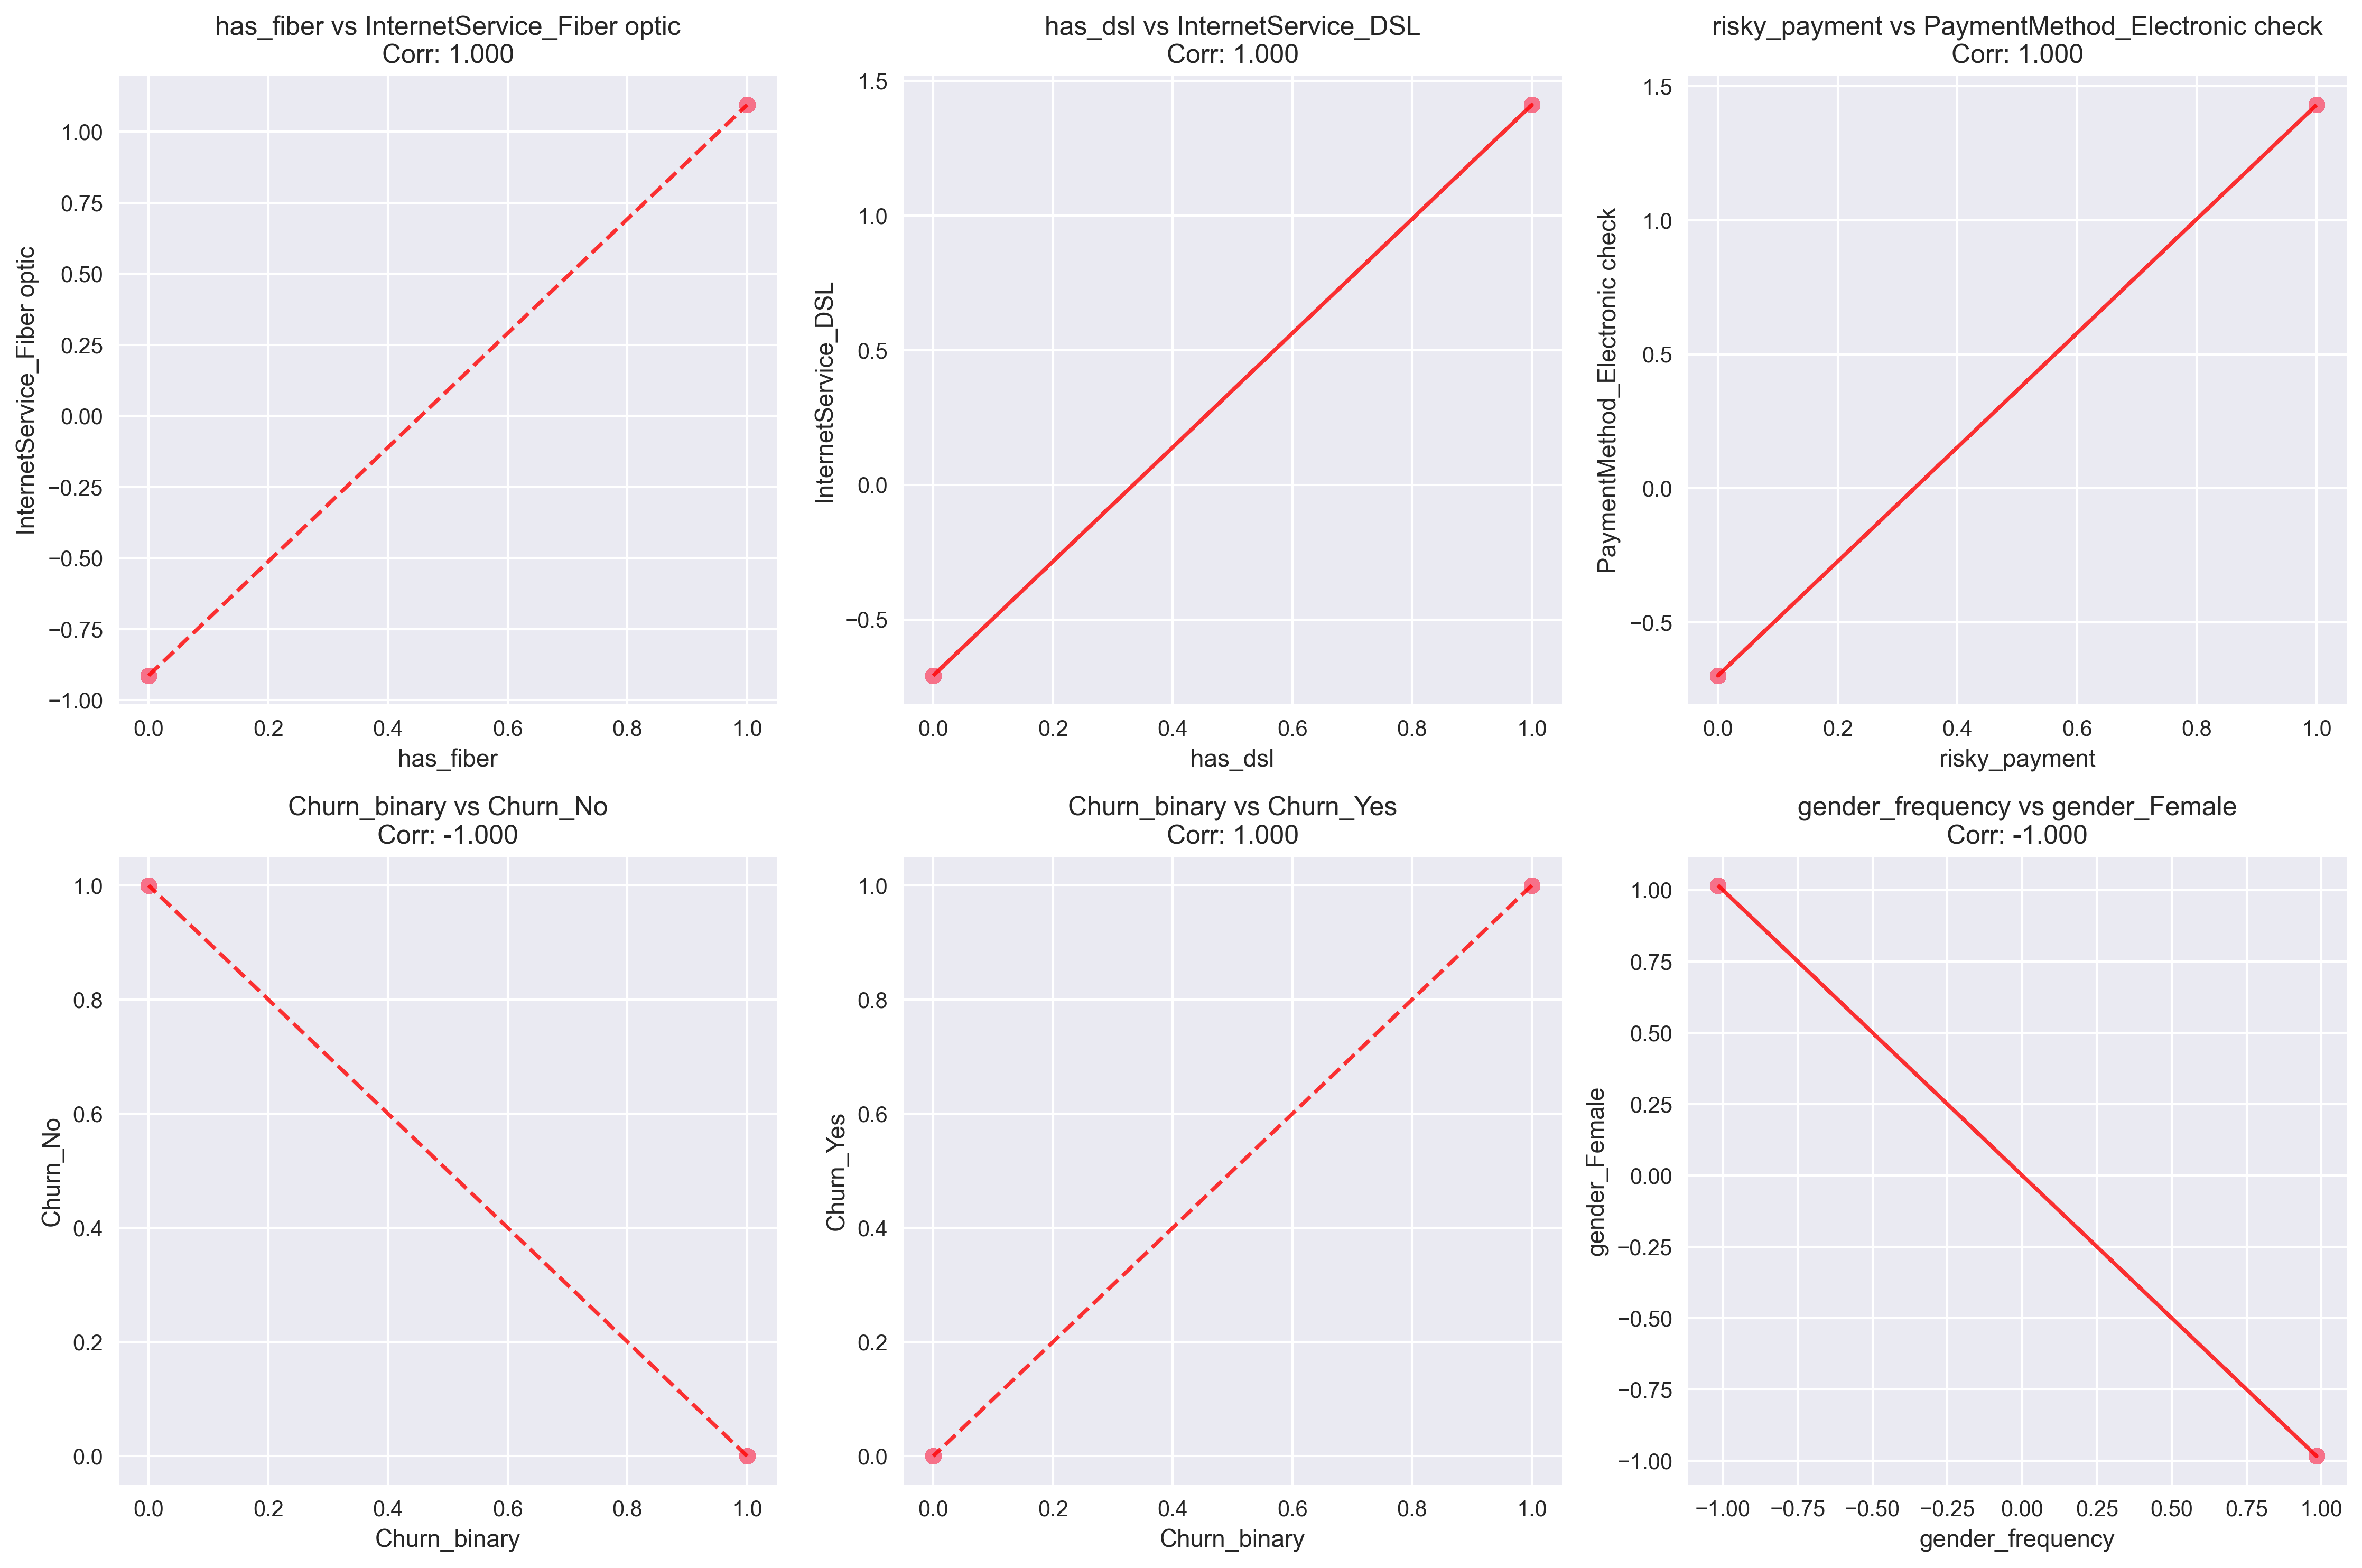 has_fiber vs InternetService_Fiber optic
Corr: 1.000
1.00
0.75
0.50
0.25
0.00
−0.25
−0.50
−0.75
−1.00
InternetService_Fiber optic
0.0 0.2 0.4 0.6 0.8 1.0
has_fiber
has_dsl vs InternetService_DSL
Corr: 1.000
1.5
1.0
0.5
0.0
−0.5
InternetService_DSL
0.0 0.2 0.4 0.6 0.8 1.0
has_dsl
risky_payment vs PaymentMethod_Electronic check
Corr: 1.000
1.5
1.0
0.5
0.0
−0.5
PaymentMethod_Electronic check
0.0 0.2 0.4 0.6 0.8 1.0
risky_payment
Churn_binary vs Churn_No
Corr: -1.000
1.0
0.8
0.6
0.4
0.2
0.0
Churn_No
0.0 0.2 0.4 0.6 0.8 1.0
Churn_binary
Churn_binary vs Churn_Yes
Corr: 1.000
1.0
0.8
0.6
0.4
0.2
0.0
Churn_Yes
0.0 0.2 0.4 0.6 0.8 1.0
Churn_binary
gender_frequency vs gender_Female
Corr: -1.000
1.00
0.75
0.50
0.25
0.00
−0.25
−0.50
−0.75
−1.00
gender_Female
−1.00 −0.75 −0.50 −0.25 0.00 0.25 0.50 0.75 1.00
gender_frequency